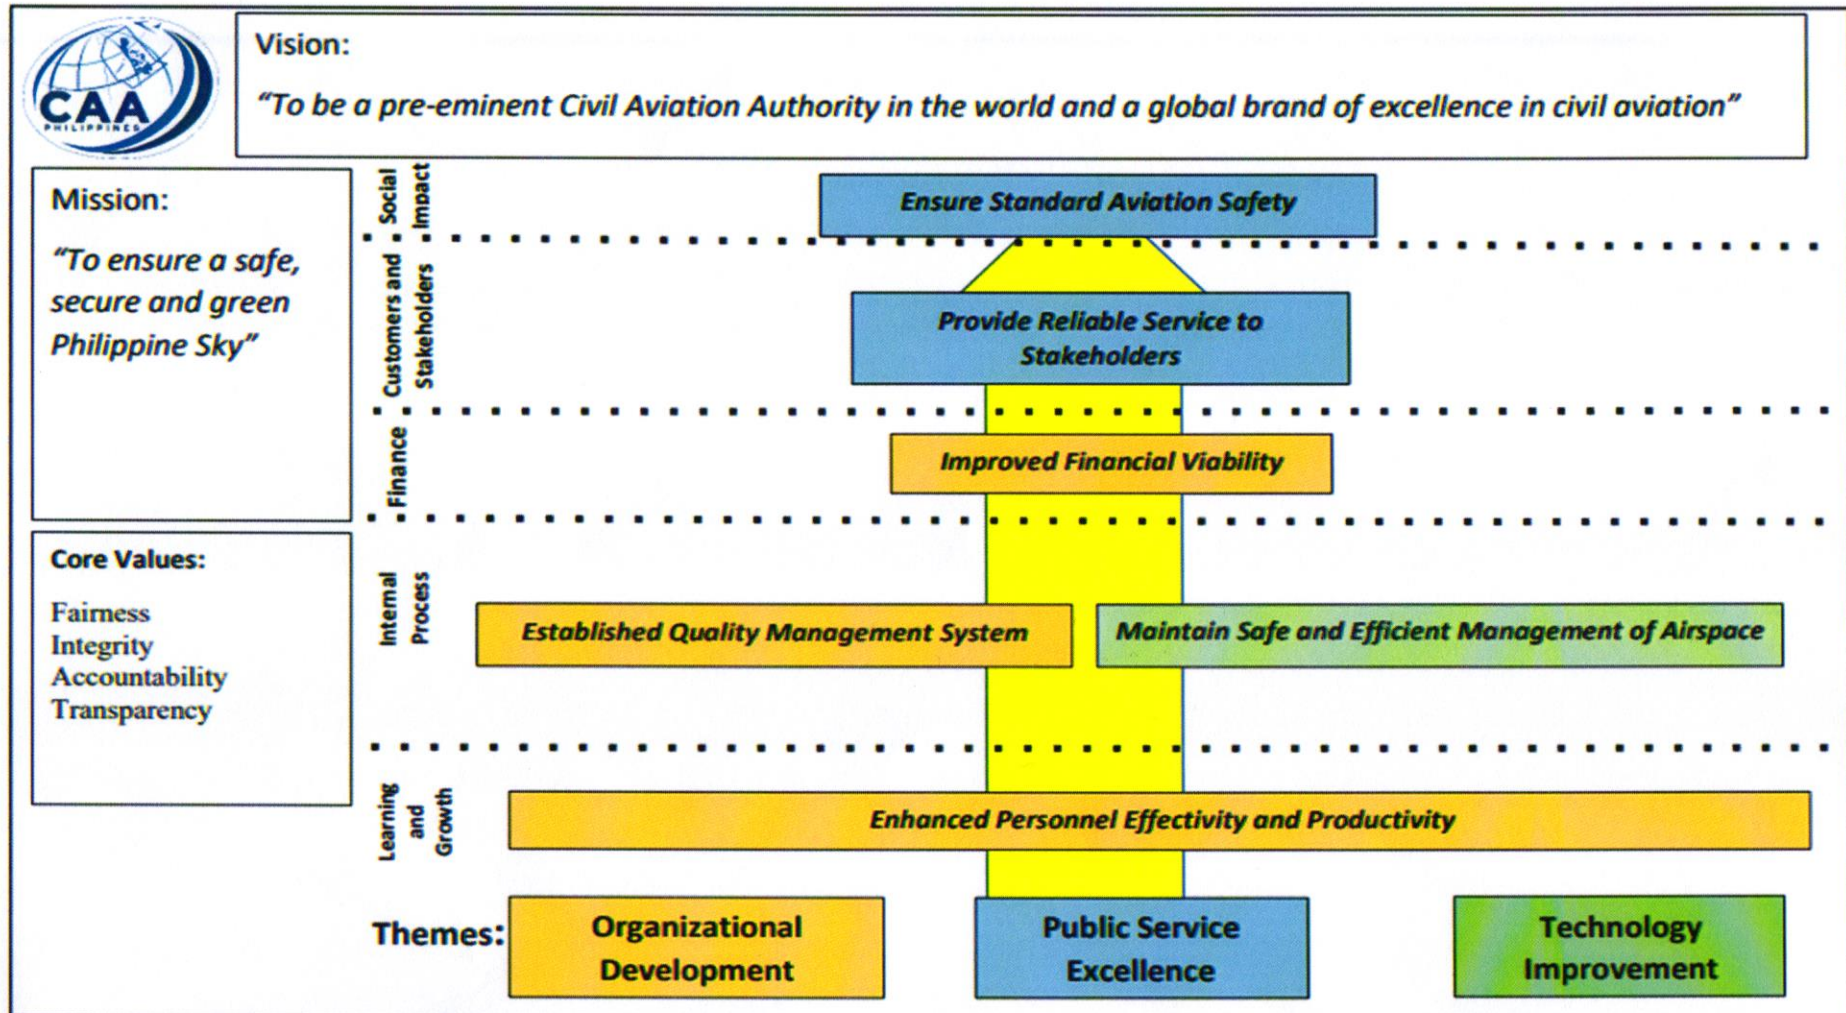 CAA
PHILIPPINES
Vision:
“To be a pre-eminent Civil Aviation Authority in the world and a global brand of excellence in civil aviation”
Mission:
“To ensure a safe,
secure and green
Philippine Sky”
Core Values:
Fairness
Integrity
Accountability
Transparency
Social
Impact
Ensure Standard Aviation Safety
Customers and
Stakeholders
Provide Reliable Service to
Stakeholders
Finance
Improved Financial Viability
Internal
Process
Established Quality Management System
Maintain Safe and Efficient Management of Airspace
Learning
and
Growth
Enhanced Personnel Effectivity and Productivity
Themes:
Organizational
Development
Public Service
Excellence
Technology
Improvement